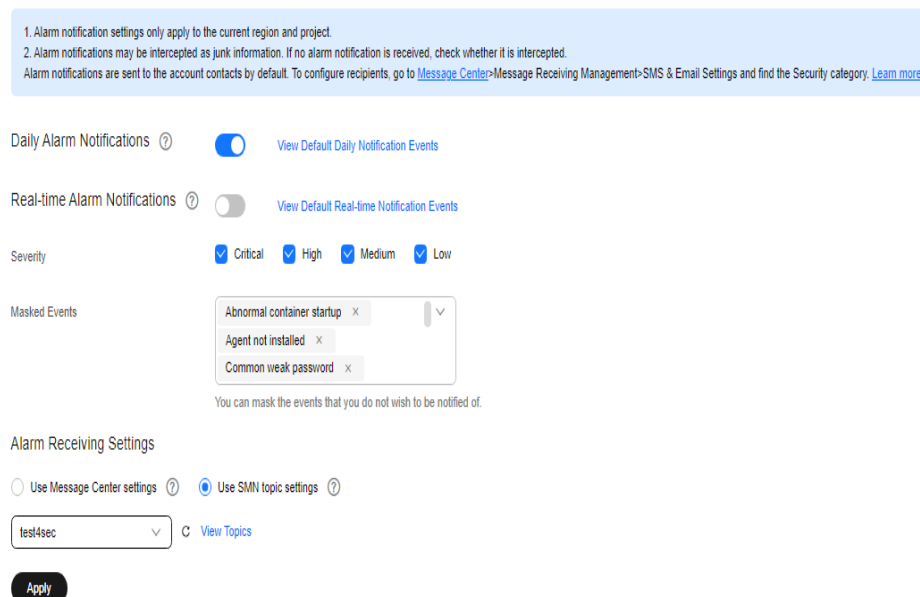 1. Alarm notification settings only apply to the current region and project.
2. Alarm notifications may be intercepted as junk information. If no alarm notification is received, check whether it is intercepted.
Alarm notifications are sent to the account contacts by default. To configure recipients, go to Message Center>Message Receiving Management>SMS & Email Settings and find the Security category. Learn more
Daily Alarm Notifications ? View Default Daily Notification Events
Real-time Alarm Notifications ? View Default Real-time Notification Events
Severity Critical High Medium Low
Masked Events Abnormal container startup ×
Agent not installed ×
Common weak password ×
You can mask the events that you do not wish to be notified of.
Alarm Receiving Settings
Use Message Center settings ? Use SMN topic settings ?
test4sec View Topics
Apply